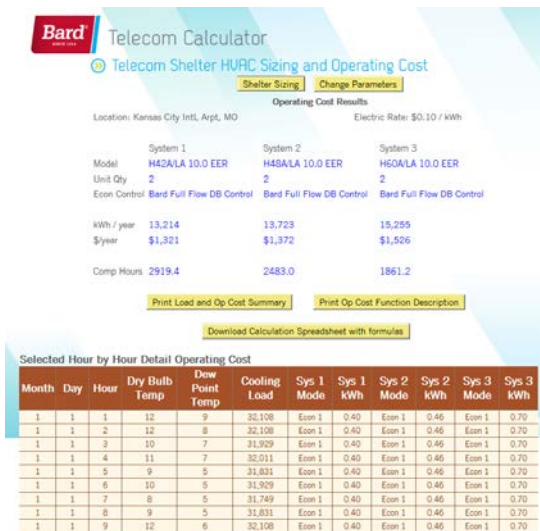 Bard
SINCE 1914
Telecom Calculator
Telecom Shelter HVAC Sizing and Operating Cost
Shelter Sizing Change Parameters
Operating Cost Results
Location: Kansas City Intl, Arpt, MO Electric Rate: $0.10 / kWh
System 1 System 2 System 3
Model H42A/LA 10.0 EER H48A/LA 10.0 EER H60A/LA 10.0 EER
Unit Qty 2 2 2
Econ Control Bard Full Flow DB Control Bard Full Flow DB Control Bard Full Flow DB Control
kWh / year 13,214 13,723 15,255
$/year $1,321 $1,372 $1,526
Comp Hours 2919.4 2483.0 1861.2
Print Load and Op Cost Summary Print Op Cost Function Description
Download Calculation Spreadsheet with formulas
Selected Hour by Hour Detail Operating Cost
Month Day Hour Dry Bulb Temp Dew Point Temp Cooling Load Sys 1 Mode Sys 1 kWh Sys 2 Mode Sys 2 kWh Sys 3 Mode Sys 3 kWh
1 1 1 12 9 32,108 Econ 1 0.40 Econ 1 0.46 Econ 1 0.70
1 1 2 12 8 32,108 Econ 1 0.40 Econ 1 0.46 Econ 1 0.70
1 1 3 10 7 31,929 Econ 1 0.40 Econ 1 0.46 Econ 1 0.70
1 1 4 11 7 32,011 Econ 1 0.40 Econ 1 0.46 Econ 1 0.70
1 1 5 9 5 31,831 Econ 1 0.40 Econ 1 0.46 Econ 1 0.70
1 1 6 10 5 31,929 Econ 1 0.40 Econ 1 0.46 Econ 1 0.70
1 1 7 8 5 31,749 Econ 1 0.40 Econ 1 0.46 Econ 1 0.70
1 1 8 9 5 31,831 Econ 1 0.40 Econ 1 0.46 Econ 1 0.70
1 1 9 12 6 32,108 Econ 1 0.40 Econ 1 0.46 Econ 1 0.70